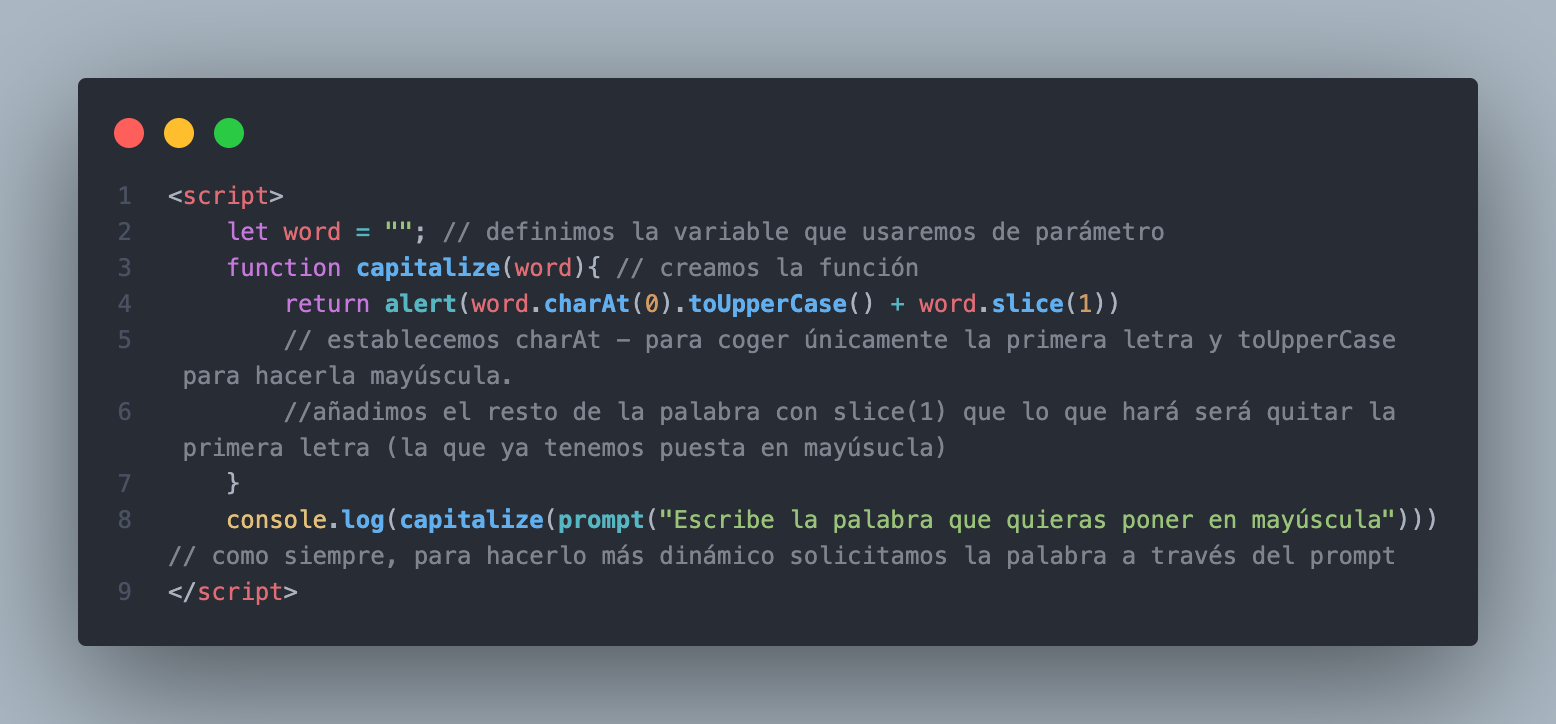 1 <script>
2     let word = ""; // definimos la variable que usaremos de parámetro
3     function capitalize(word){ // creamos la función
4         return alert(word.charAt(0).toUpperCase() + word.slice(1))
5         // establecemos charAt – para coger únicamente la primera letra y toUpperCase
para hacerla mayúscula.
6         //añadimos el resto de la palabra con slice(1) que lo que hará será quitar la
primera letra (la que ya tenemos puesta en mayúsucla)
7     }
8     console.log(capitalize(prompt("Escribe la palabra que quieras poner en mayúscula")))
// como siempre, para hacerlo más dinámico solicitamos la palabra a través del prompt
9 </script>